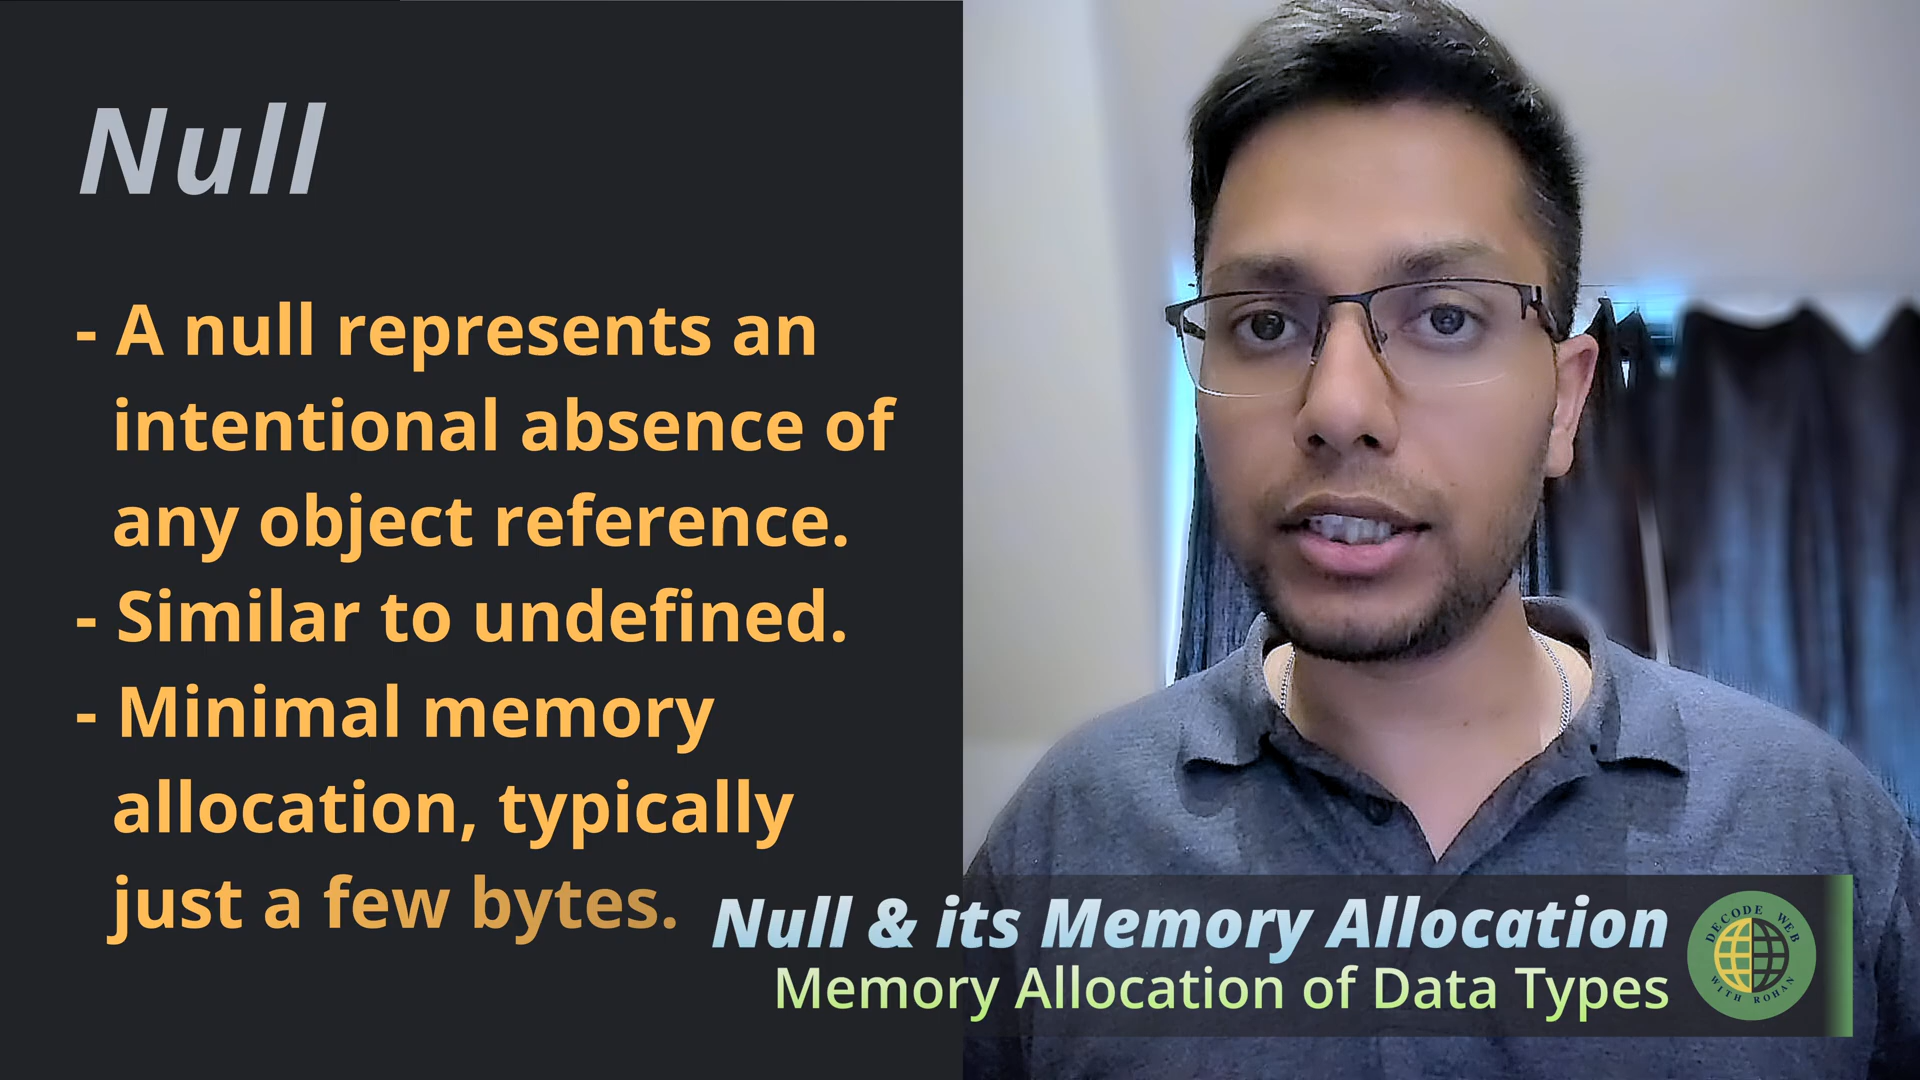 Null
- A null represents an
intentional absence of
any object reference.
- Similar to undefined.
- Minimal memory
allocation, typically
just a few bytes.
Null & its Memory Allocation
Memory Allocation of Data Types
DECODE WEB
WITH ROHAN